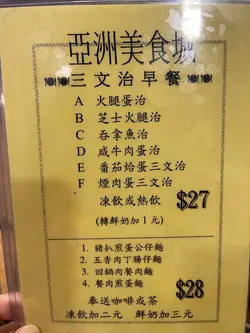 亞洲美食城
三文治早餐
A 火腿蛋治
B 芝士火腿治
C 吞拿魚治
D 咸牛肉蛋治
E 番茄焓蛋三文治
F 煙肉蛋三文治
凍飲或熱飲 $27
(轉鮮奶加1元)
1. 豬扒煎蛋公仔麵
2. 五香肉丁腸仔麵
3. 回鍋肉餐肉麵
4. 餐肉煎蛋麵 $28
奉送咖啡或茶
凍飲加二元 鮮奶加三元